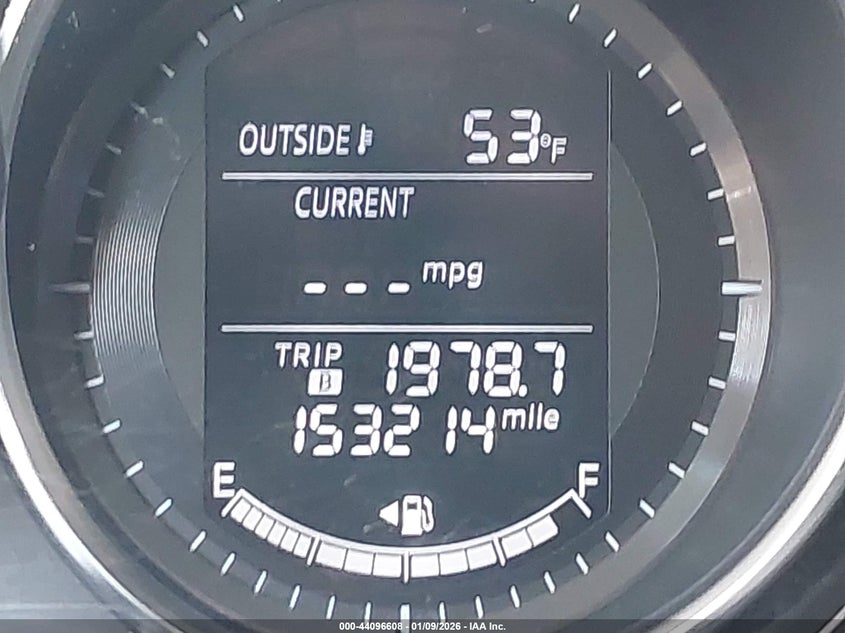 OUTSIDE 53°F
CURRENT
--- mpg
TRIP B 1978.7
153214 mile
E F
000-44096608 - 01/09/2026 - IAA Inc.